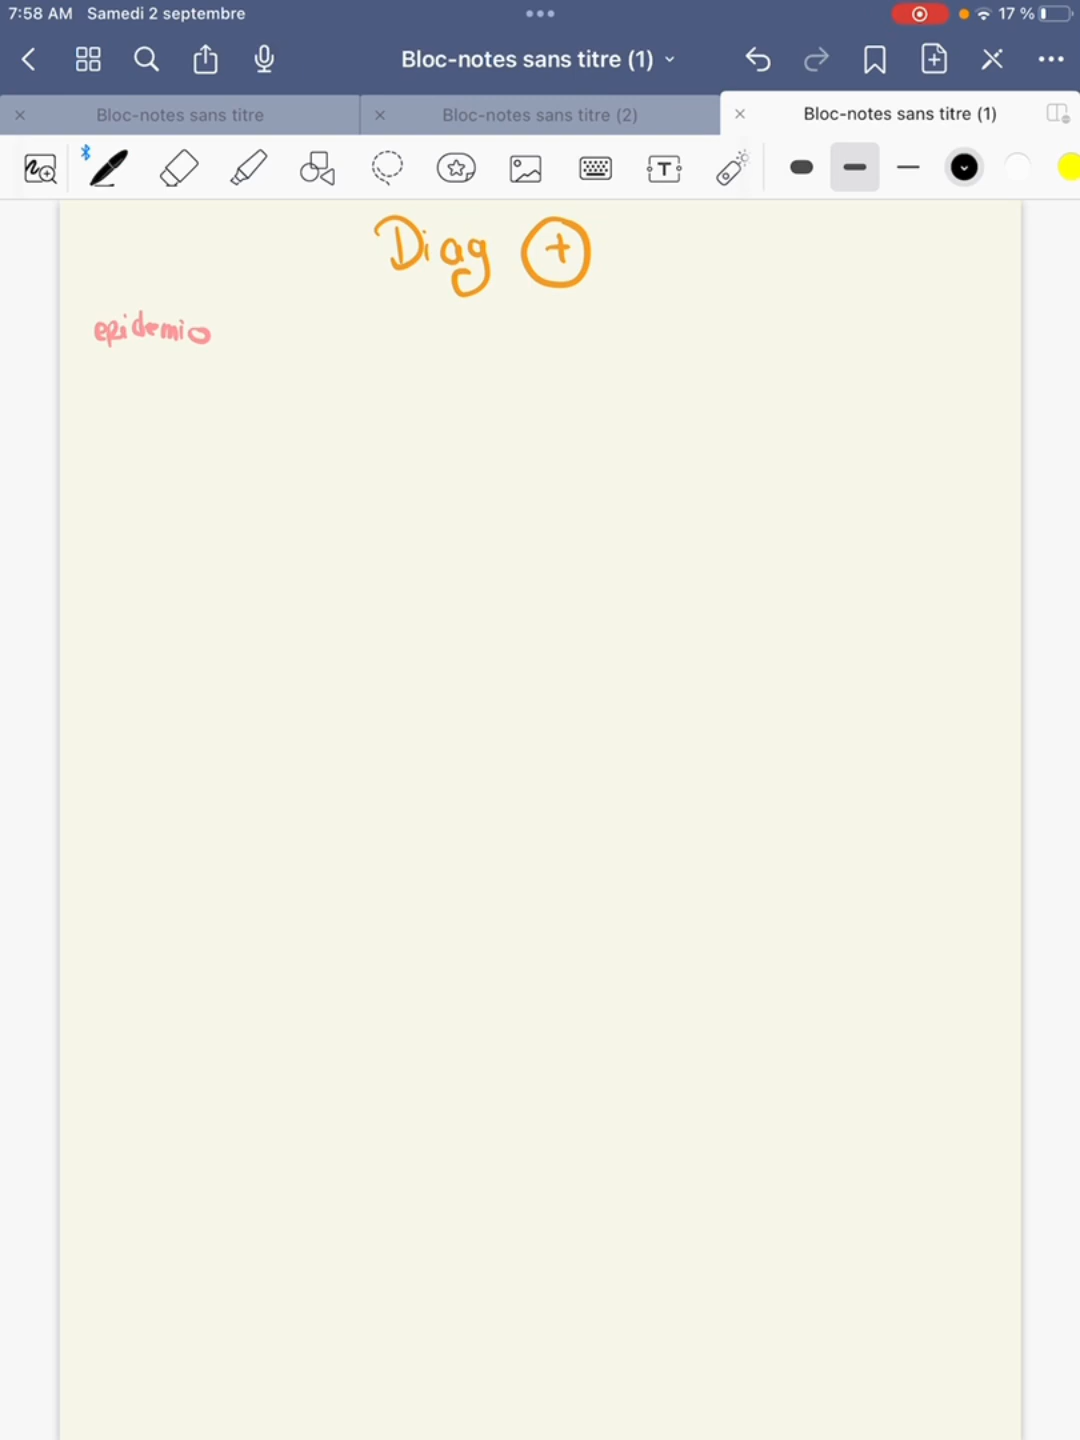 7:58 AM Samedi 2 septembre
17 %
Bloc-notes sans titre (1)
Bloc-notes sans titre
Bloc-notes sans titre (2)
Bloc-notes sans titre (1)
T
Diag +
epidemio